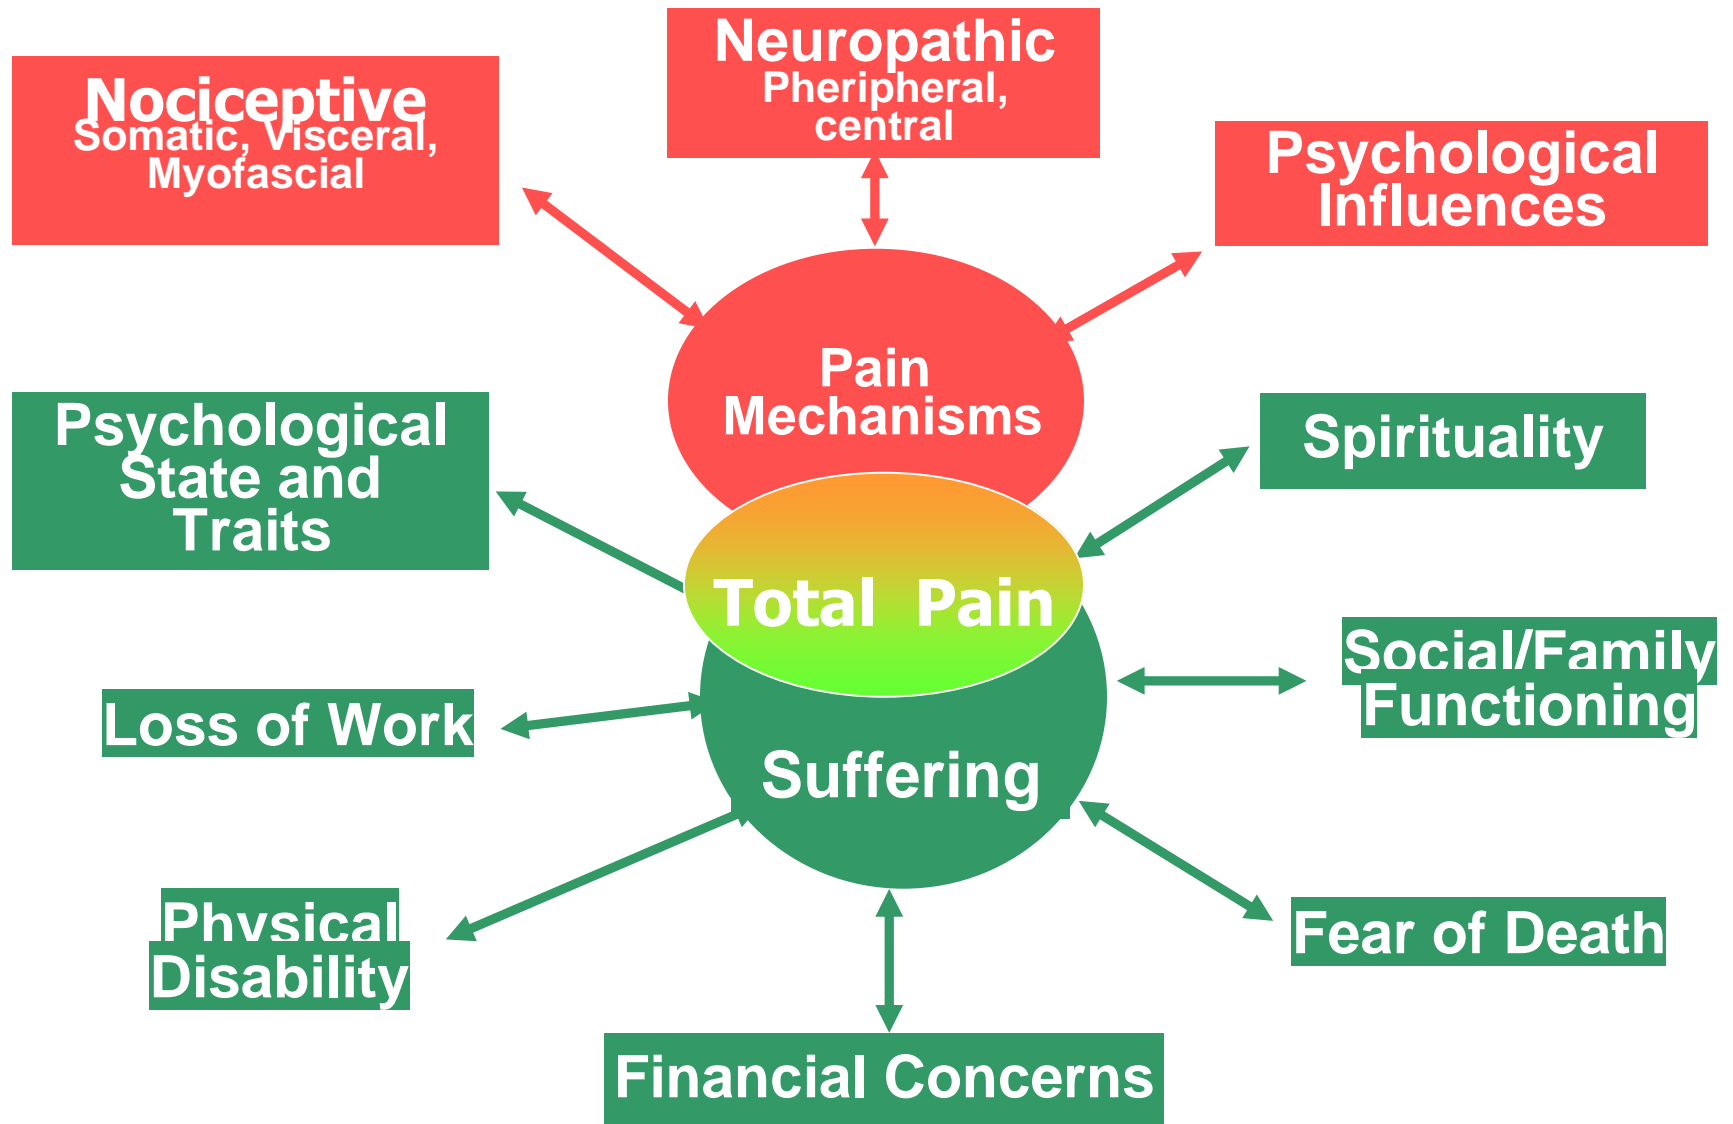 Neuropathic
Pheripheral,
central
Nociceptive
Somatic, Visceral,
Myofascial
Psychological
Influences
Pain
Mechanisms
Psychological
State and
Traits
Spirituality
Total Pain
Social/Family
Functioning
Loss of Work
Suffering
Physical
Disability
Fear of Death
Financial Concerns